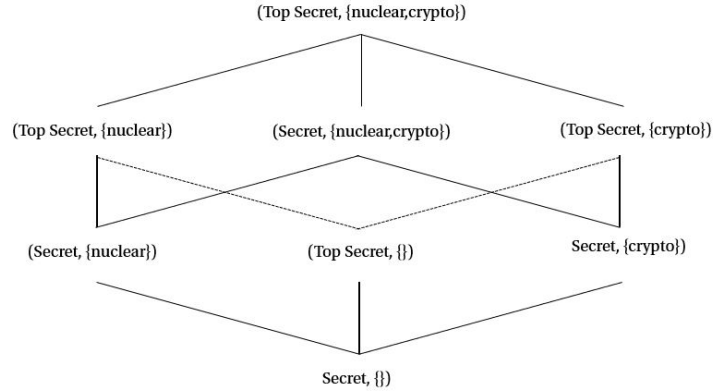 (Top Secret, {nuclear,crypto})
(Top Secret, {nuclear})
(Secret, {nuclear,crypto})
(Top Secret, {crypto})
(Secret, {nuclear})
(Top Secret, {})
Secret, {crypto})
Secret, {})